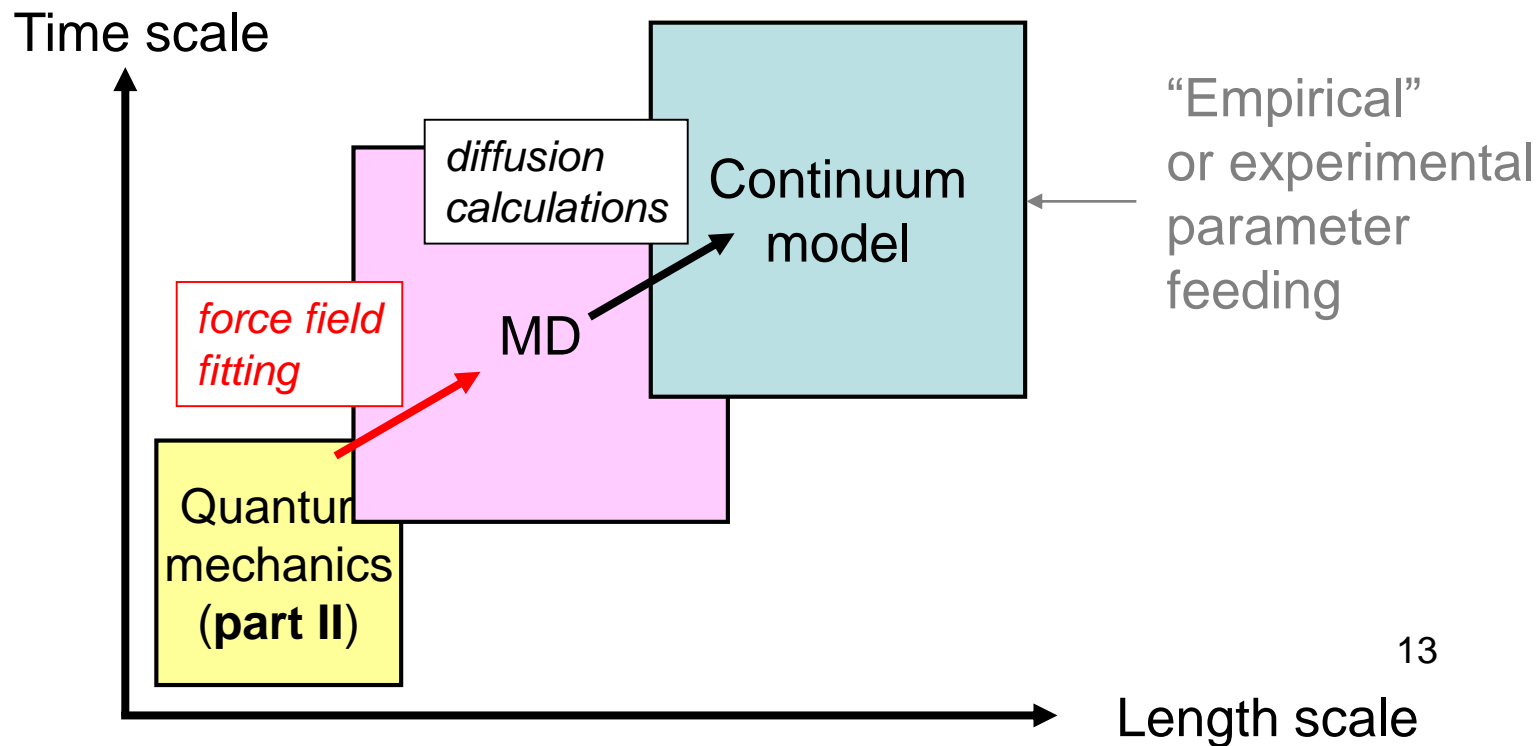 Time scale
"Empirical"
or experimental
parameter
feeding
diffusion
calculations
Continuum
model
force field
fitting
MD
Quantum
mechanics
(part II)
13
Length scale